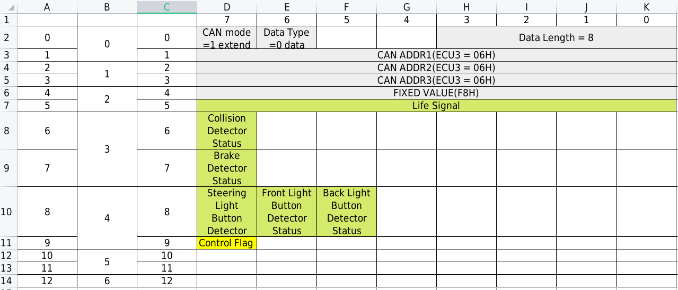 A B C D E F G H I J K
1 7 6 5 4 3 2 1 0
2 0 0 0 CAN mode =1 extend Data Type =0 data Data Length = 8
3 1 1 CAN ADDR1(ECU3 = 06H)
4 2 1 2 CAN ADDR2(ECU3 = 06H)
5 3 3 CAN ADDR3(ECU3 = 06H)
6 4 2 4 FIXED VALUE(F8H)
7 5 5 Life Signal
8 6 3 6 Collision Detector Status
9 7 7 Brake Detector Status
10 8 4 8 Steering Light Button Detector Front Light Button Detector Status Back Light Button Detector Status
11 9 9 Control Flag
12 10 5 10
13 11 11
14 12 6 12